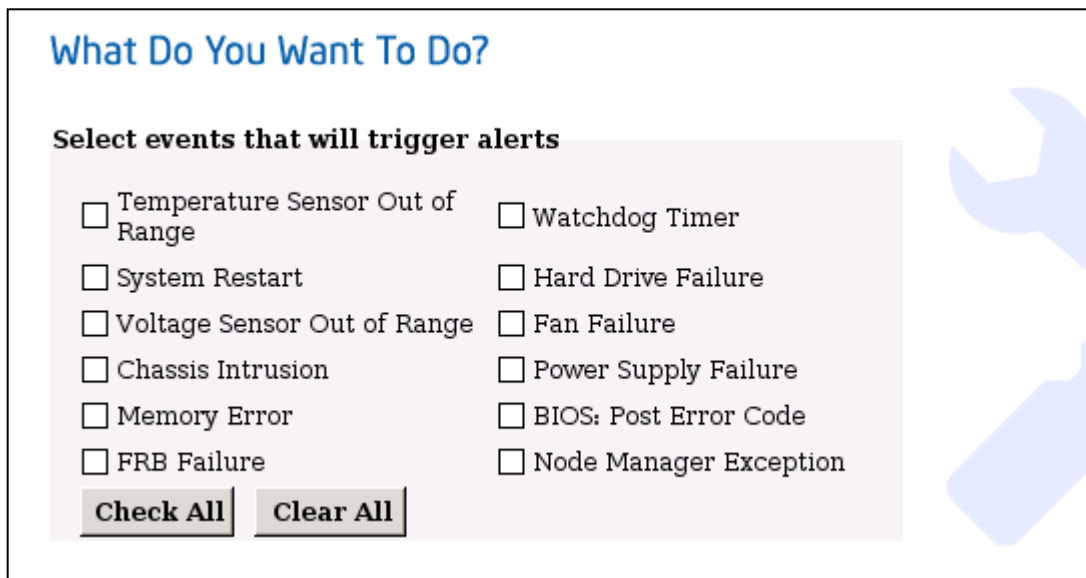 What Do You Want To Do?
Select events that will trigger alerts
Temperature Sensor Out of
Range
Watchdog Timer
System Restart
Hard Drive Failure
Voltage Sensor Out of Range
Fan Failure
Chassis Intrusion
Power Supply Failure
Memory Error
BIOS: Post Error Code
FRB Failure
Node Manager Exception
Check All
Clear All